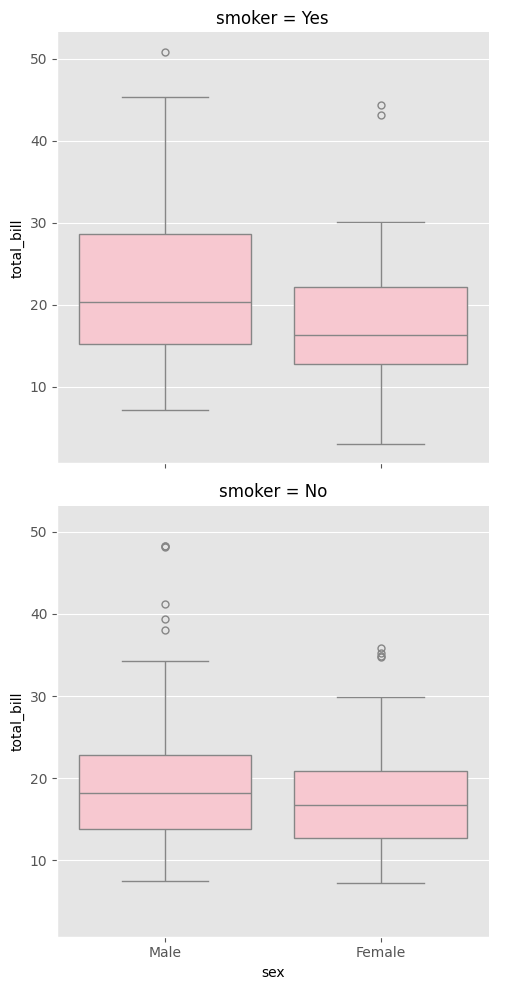 smoker = Yes
50
40
30
20
10
total_bill
smoker = No
50
40
30
20
10
total_bill
Male Female
sex